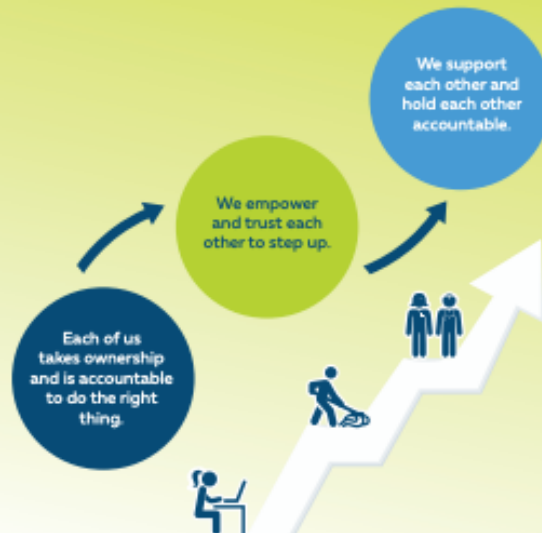 We support
each other and
hold each other
accountable.
We empower
and trust each
other to step up.
Each of us
takes ownership
and is accountable
to do the right
thing.